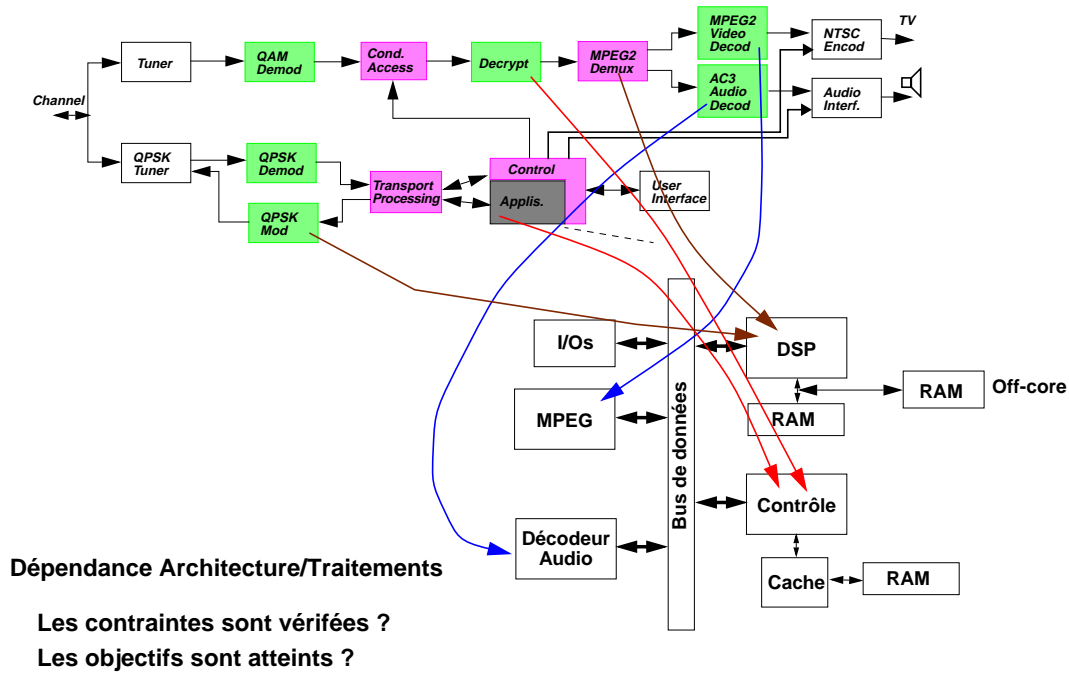 TV
MPEG2
Video
Decod
NTSC
Encod
Tuner
QAM
Demod
Cond.
Access
Decrypt
MPEG2
Demux
AC3
Audio
Decod
Audio
Interf.
Channel
QPSK
Tuner
QPSK
Demod
Transport
Processing
Control
Applis.
User
Interface
QPSK
Mod
I/Os
DSP
RAM
Off-core
RAM
MPEG
Bus de données
Contrôle
Décodeur
Audio
Cache
RAM
Dépendance Architecture/Traitements
Les contraintes sont vérifées ?
Les objectifs sont atteints ?